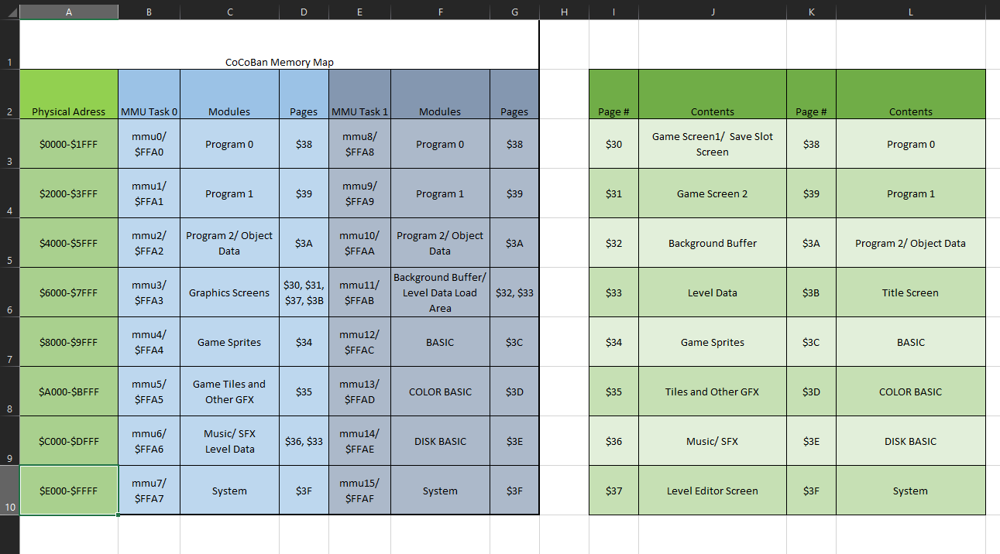 A B C D E F G H I J K L
1 CoCoBan Memory Map
2 Physical Adress MMU Task 0 Modules Pages MMU Task 1 Modules Pages Page # Contents Page # Contents
3 $0000-$1FFF mmu0/ $FFA0 Program 0 $38 mmu8/ $FFA8 Program 0 $38 $30 Game Screen1/ Save Slot Screen $38 Program 0
4 $2000-$3FFF mmu1/ $FFA1 Program 1 $39 mmu9/ $FFA9 Program 1 $39 $31 Game Screen 2 $39 Program 1
5 $4000-$5FFF mmu2/ $FFA2 Program 2/ Object Data $3A mmu10/ $FFAA Program 2/ Object Data $3A $32 Background Buffer $3A Program 2/ Object Data
6 $6000-$7FFF mmu3/ $FFA3 Graphics Screens $30, $31, $37, $3B mmu11/ $FFAB Background Buffer/ Level Data Load Area $32, $33 $33 Level Data $3B Title Screen
7 $8000-$9FFF mmu4/ $FFA4 Game Sprites $34 mmu12/ $FFAC BASIC $3C $34 Game Sprites $3C BASIC
8 $A000-$BFFF mmu5/ $FFA5 Game Tiles and Other GFX $35 mmu13/ $FFAD COLOR BASIC $3D $35 Tiles and Other GFX $3D COLOR BASIC
9 $C000-$DFFF mmu6/ $FFA6 Music/ SFX Level Data $36, $33 mmu14/ $FFAE DISK BASIC $3E $36 Music/ SFX $3E DISK BASIC
10 $E000-$FFFF mmu7/ $FFA7 System $3F mmu15/ $FFAF System $3F $37 Level Editor Screen $3F System